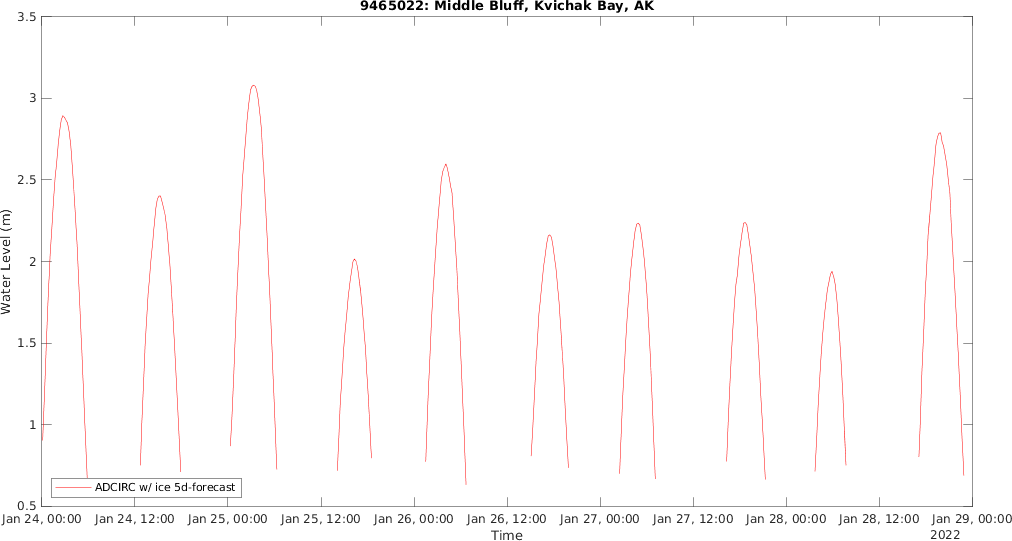 9465022: Middle Bluff, Kvichak Bay, AK
Water Level (m)
3.5
3
2.5
2
1.5
1
0.5
ADCIRC w/ ice 5d-forecast
Jan 24, 00:00 Jan 24, 12:00 Jan 25, 00:00 Jan 25, 12:00 Jan 26, 00:00 Jan 26, 12:00 Jan 27, 00:00 Jan 27, 12:00 Jan 28, 00:00 Jan 28, 12:00 Jan 29, 00:00
Time
2022